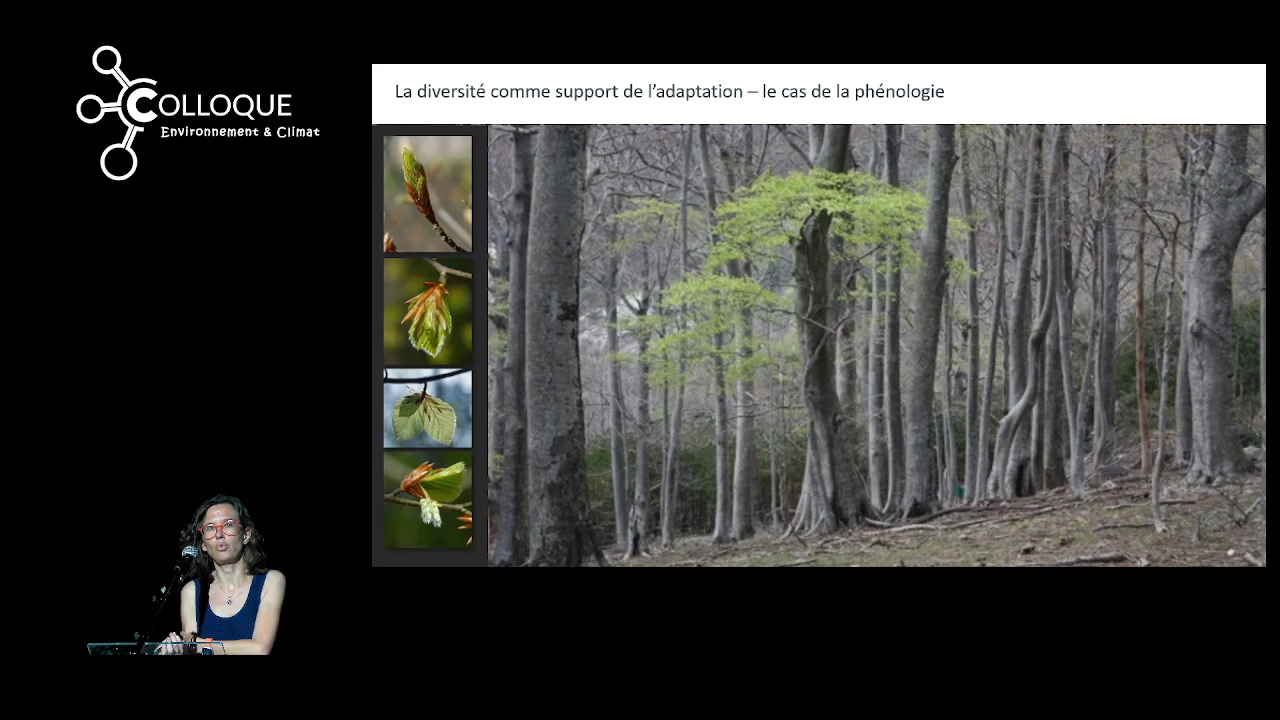 COLLOQUE
Environnement & Climat
La diversité comme support de l'adaptation – le cas de la phénologie